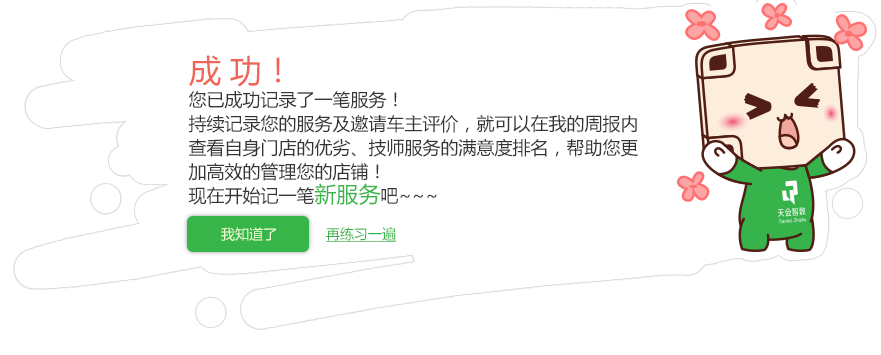 成 功！
您已成功记录了一笔服务！
持续记录您的服务及邀请车主评价，就可以在我的周报内
查看自身门店的优劣、技师服务的满意度排名，帮助您更
加高效的管理您的店铺！
现在开始记一笔新服务吧~~~
我知道了 再练习一遍
天会智数